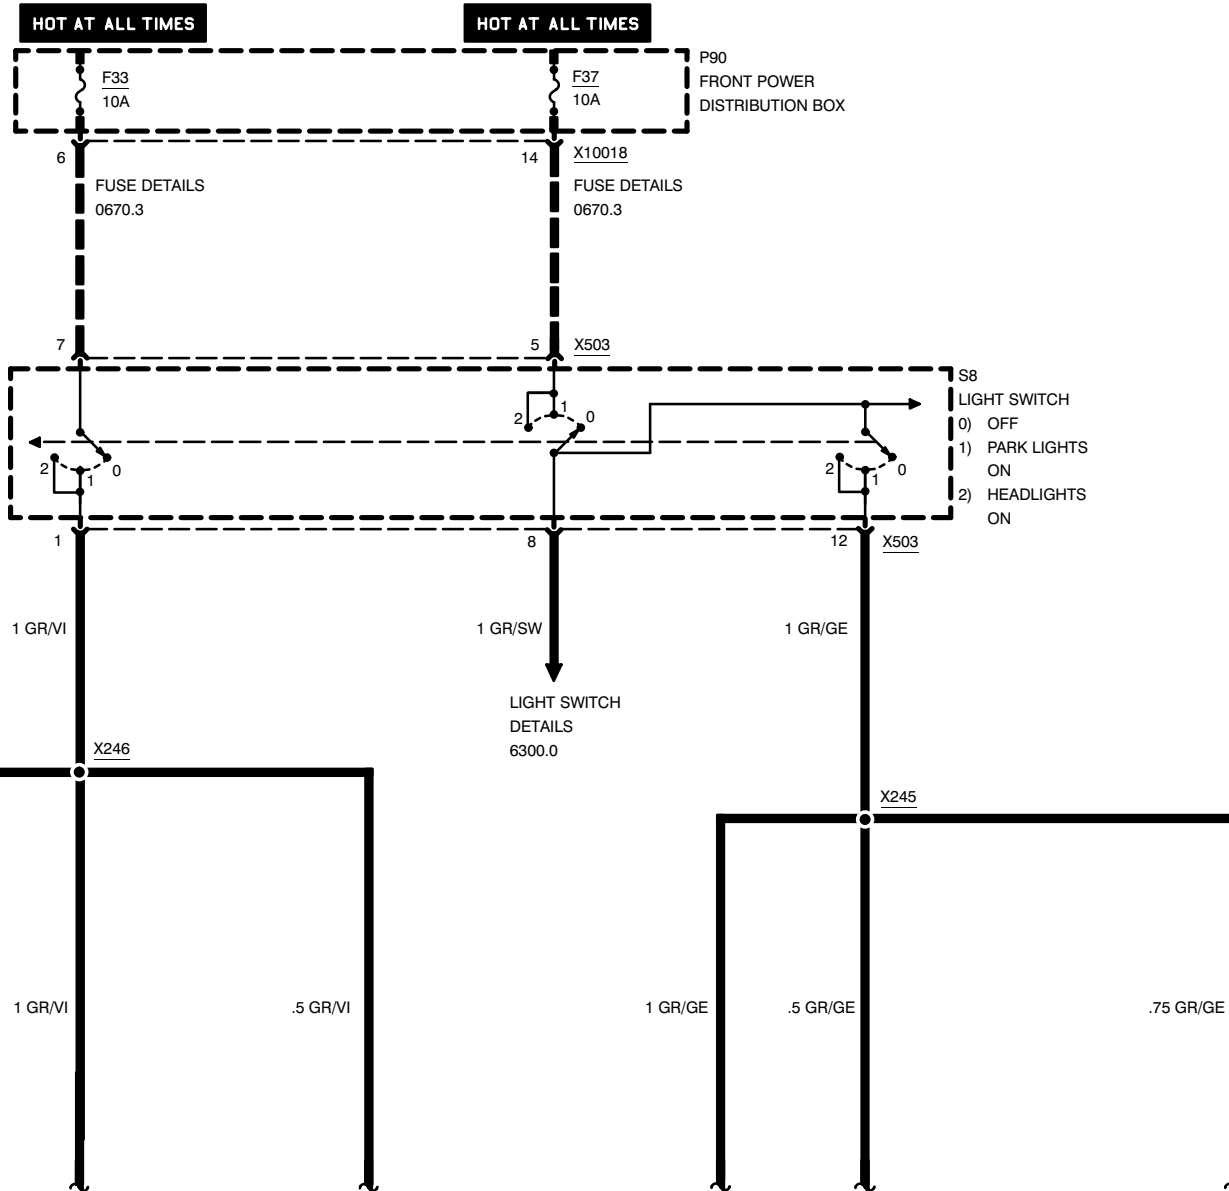 HOT AT ALL TIMES
HOT AT ALL TIMES
F33
10A
F37
10A
P90
FRONT POWER
DISTRIBUTION BOX
6
14
X10018
FUSE DETAILS
0670.3
FUSE DETAILS
0670.3
7
5
X503
S8
LIGHT SWITCH
0) OFF
1) PARK LIGHTS
ON
2) HEADLIGHTS
ON
2
1
0
2
1
0
2
1
0
1
8
12
X503
1 GR/VI
1 GR/SW
1 GR/GE
LIGHT SWITCH
DETAILS
6300.0
X246
X245
1 GR/VI
.5 GR/VI
1 GR/GE
.5 GR/GE
.75 GR/GE